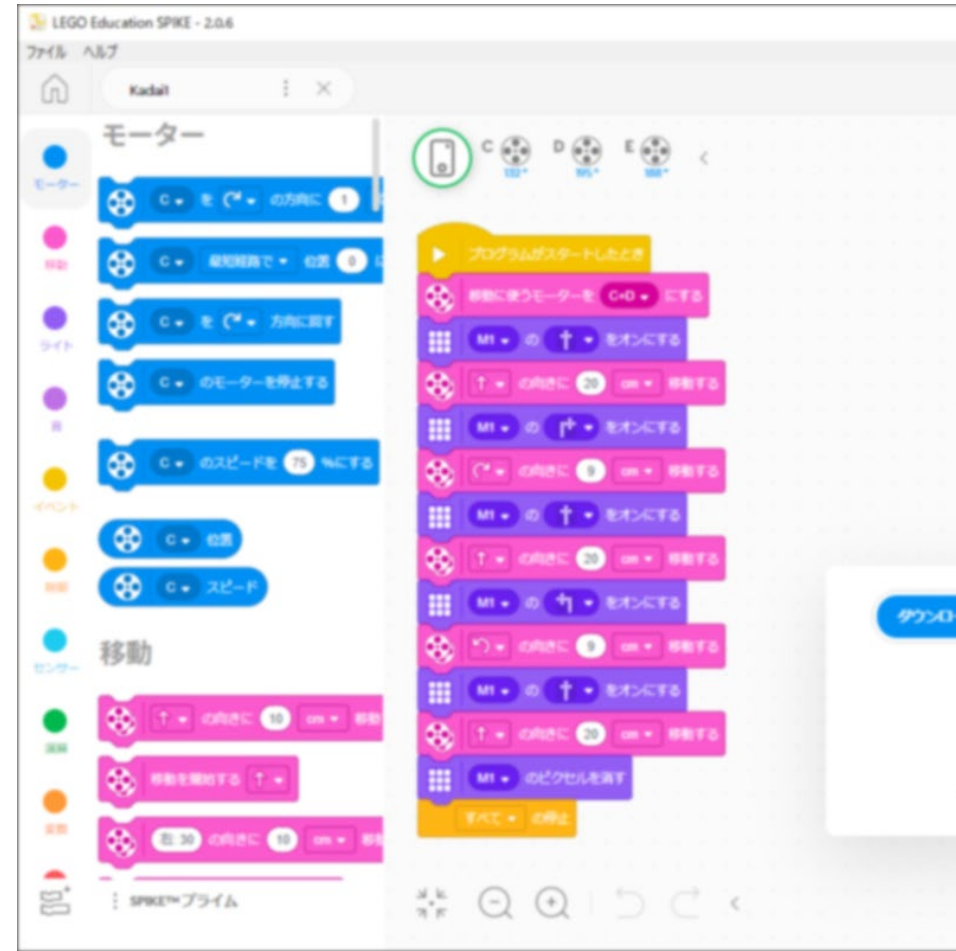 LEGO Education SPIKE - 2.0.6
ファイル ヘルプ
Kadai1
モーター
モーター
C を の方向に 1
C 最短経路で 位置 0 に
C を 方向に回す
C のモーターを停止する
C のスピードを 75 %にする
C 位置
C スピード
移動
の向きに 10 cm 移動
移動を開始する
右: 30 の向きに 10 cm 移動
移動
ライト
音
イベント
制御
センサー
演算
変数
SPIKE™プライム
C D E
132° 195° 188°
プログラムがスタートしたとき
移動に使うモーターを C+D にする
M1 の をオンにする
の向きに 20 cm 移動する
M1 の をオンにする
の向きに 9 cm 移動する
M1 の をオンにする
の向きに 20 cm 移動する
M1 の をオンにする
の向きに 9 cm 移動する
M1 の をオンにする
の向きに 20 cm 移動する
M1 のピクセルを消す
すべて の停止
ダウンロー